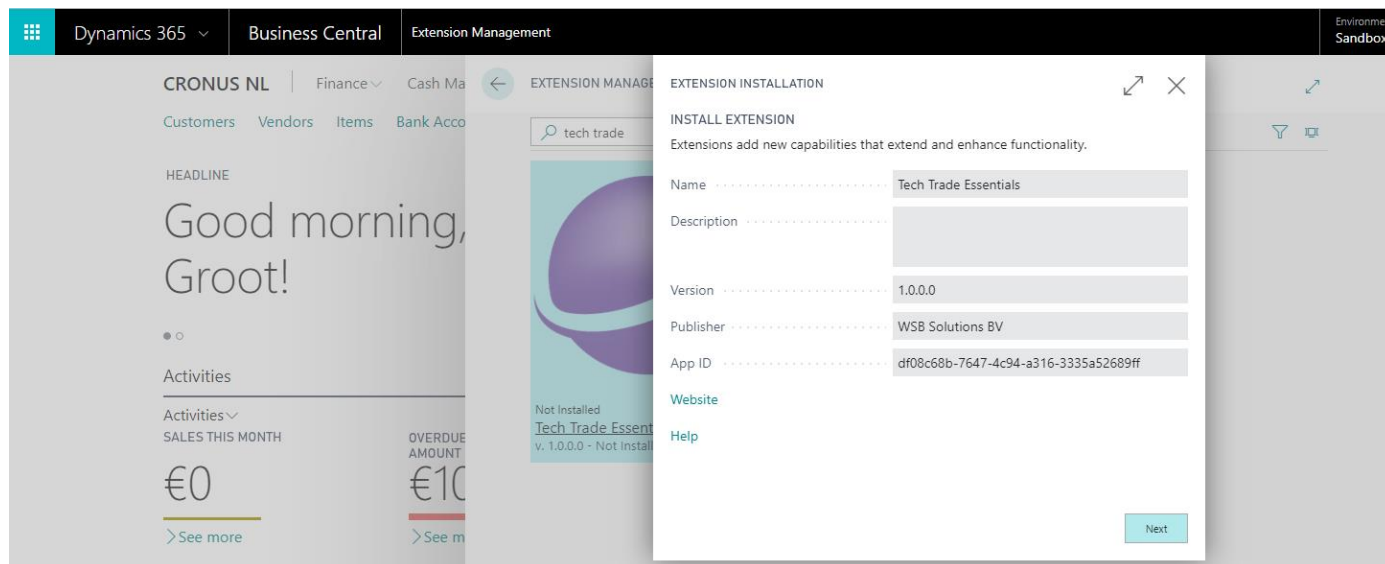 Dynamics 365 Business Central Extension Management
Sandbox
CRONUS NL Finance Cash Ma
Customers Vendors Items Bank Acco
HEADLINE
Good morning,
Groot!
Activities
Activities
SALES THIS MONTH
€0
>See more
OVERDUE
AMOUNT
€10
>See m
EXTENSION MANAGE
tech trade
Not Installed
Tech Trade Essent
v. 1.0.0.0 - Not Install
EXTENSION INSTALLATION
INSTALL EXTENSION
Extensions add new capabilities that extend and enhance functionality.
Name Tech Trade Essentials
Description
Version 1.0.0.0
Publisher WSB Solutions BV
App ID df08c68b-7647-4c94-a316-3335a52689ff
Website
Help
Next